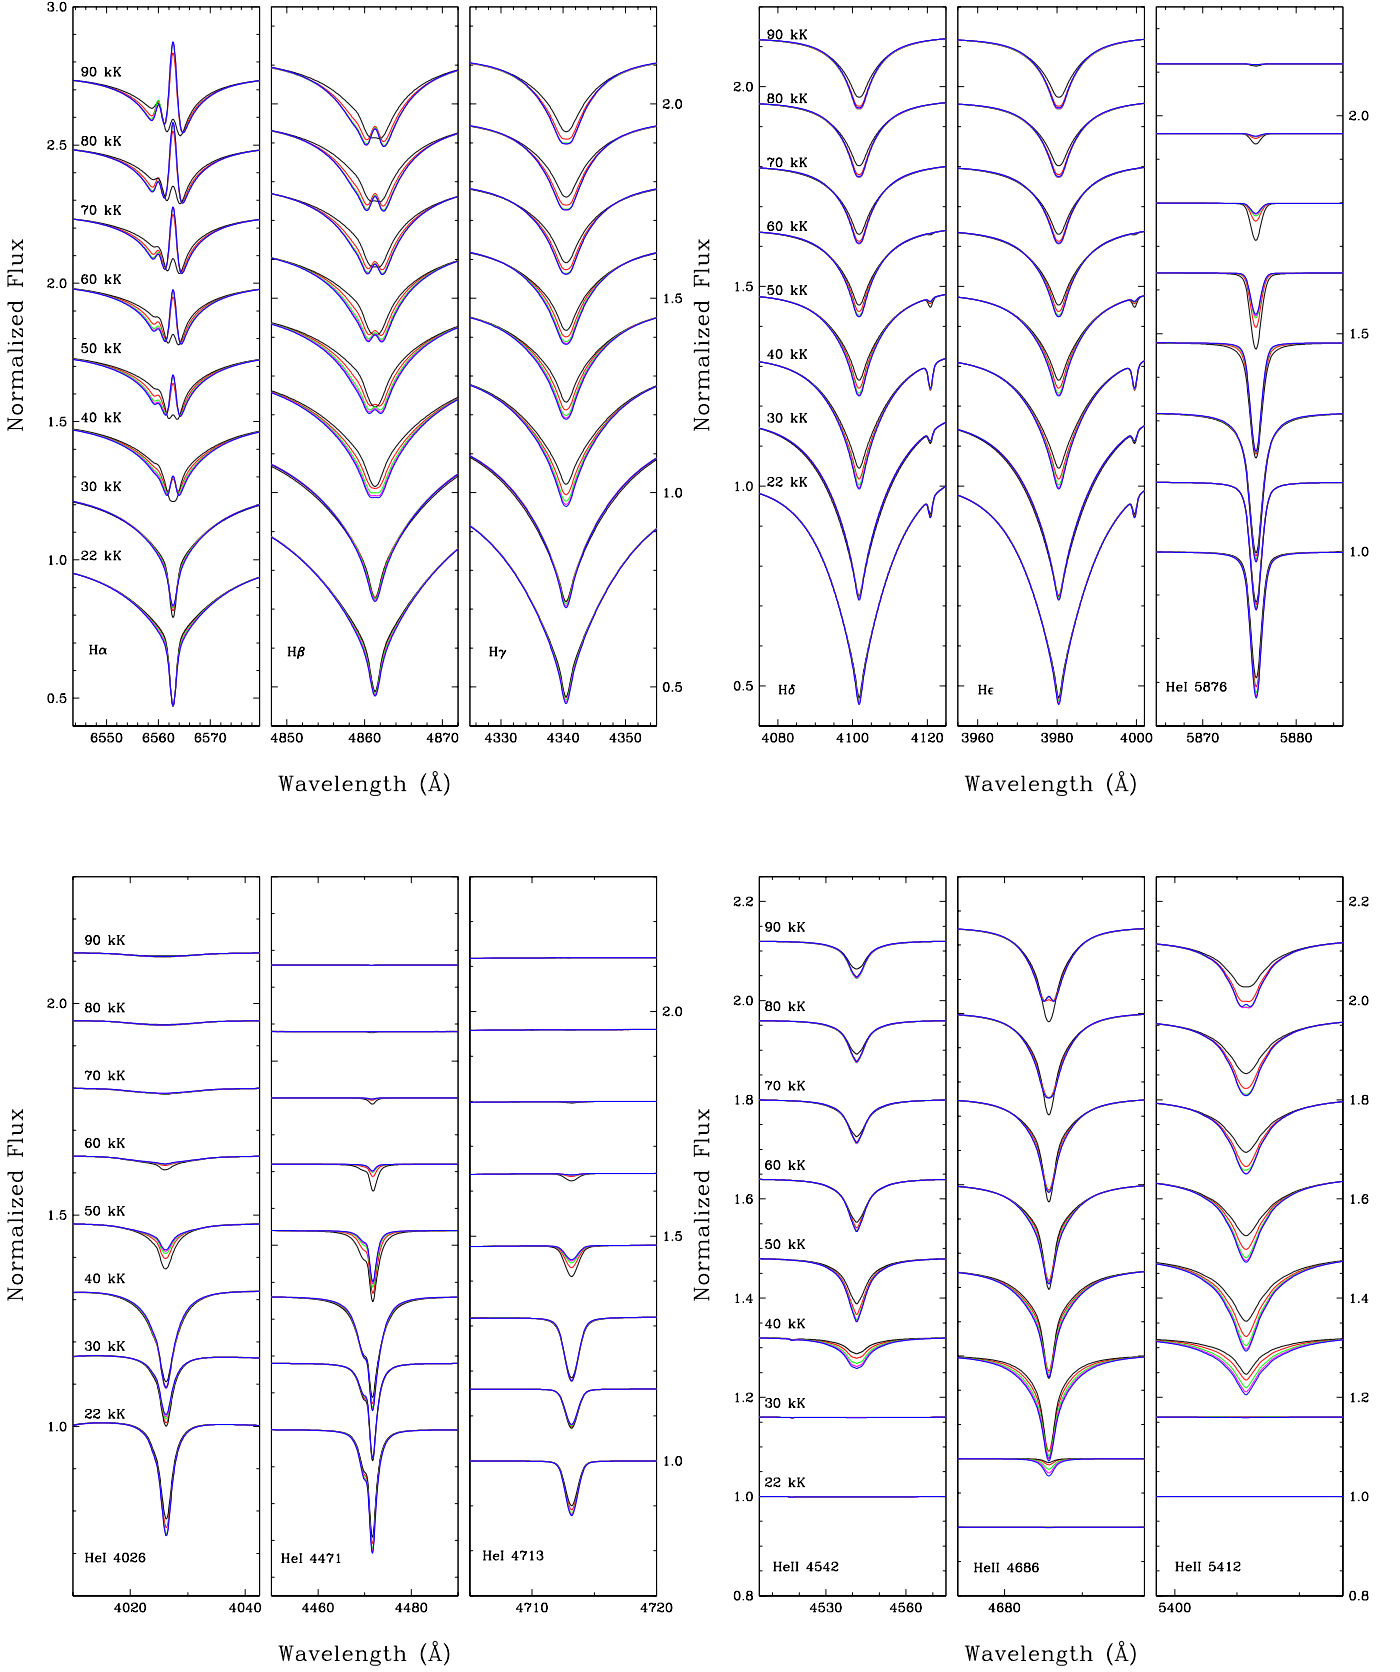 3.0
2.5
2.0
1.5
1.0
0.5
Normalized Flux
90 kK
80 kK
70 kK
60 kK
50 kK
40 kK
30 kK
22 kK
Hα
Hβ
Hγ
2.0
1.5
1.0
0.5
6550 6560 6570
4850 4860 4870
4330 4340 4350
Wavelength (Å)
Normalized Flux
2.0
1.5
1.0
0.5
90 kK
80 kK
70 kK
60 kK
50 kK
40 kK
30 kK
22 kK
Hδ
Hϵ
HeI 5876
2.0
1.5
1.0
4080 4100 4120
3960 3980 4000
5870 5880
Wavelength (Å)
Normalized Flux
2.0
1.5
1.0
90 kK
80 kK
70 kK
60 kK
50 kK
40 kK
30 kK
22 kK
HeI 4026
HeI 4471
HeI 4713
2.0
1.5
1.0
4020 4040
4460 4480
4710 4720
Wavelength (Å)
Normalized Flux
2.2
2.0
1.8
1.6
1.4
1.2
1.0
0.8
90 kK
80 kK
70 kK
60 kK
50 kK
40 kK
30 kK
22 kK
HeII 4542
HeII 4686
HeII 5412
2.2
2.0
1.8
1.6
1.4
1.2
1.0
0.8
4530 4560
4680
5400
Wavelength (Å)